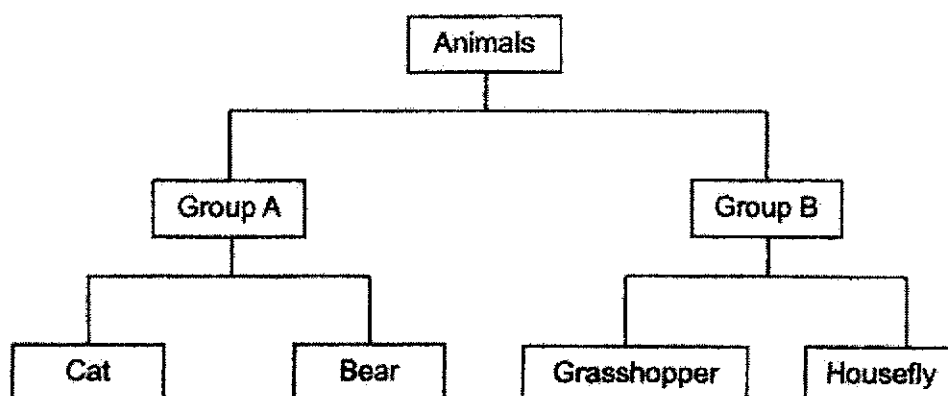 Animals
Group A
Group B
Cat
Bear
Grasshopper
Housefly